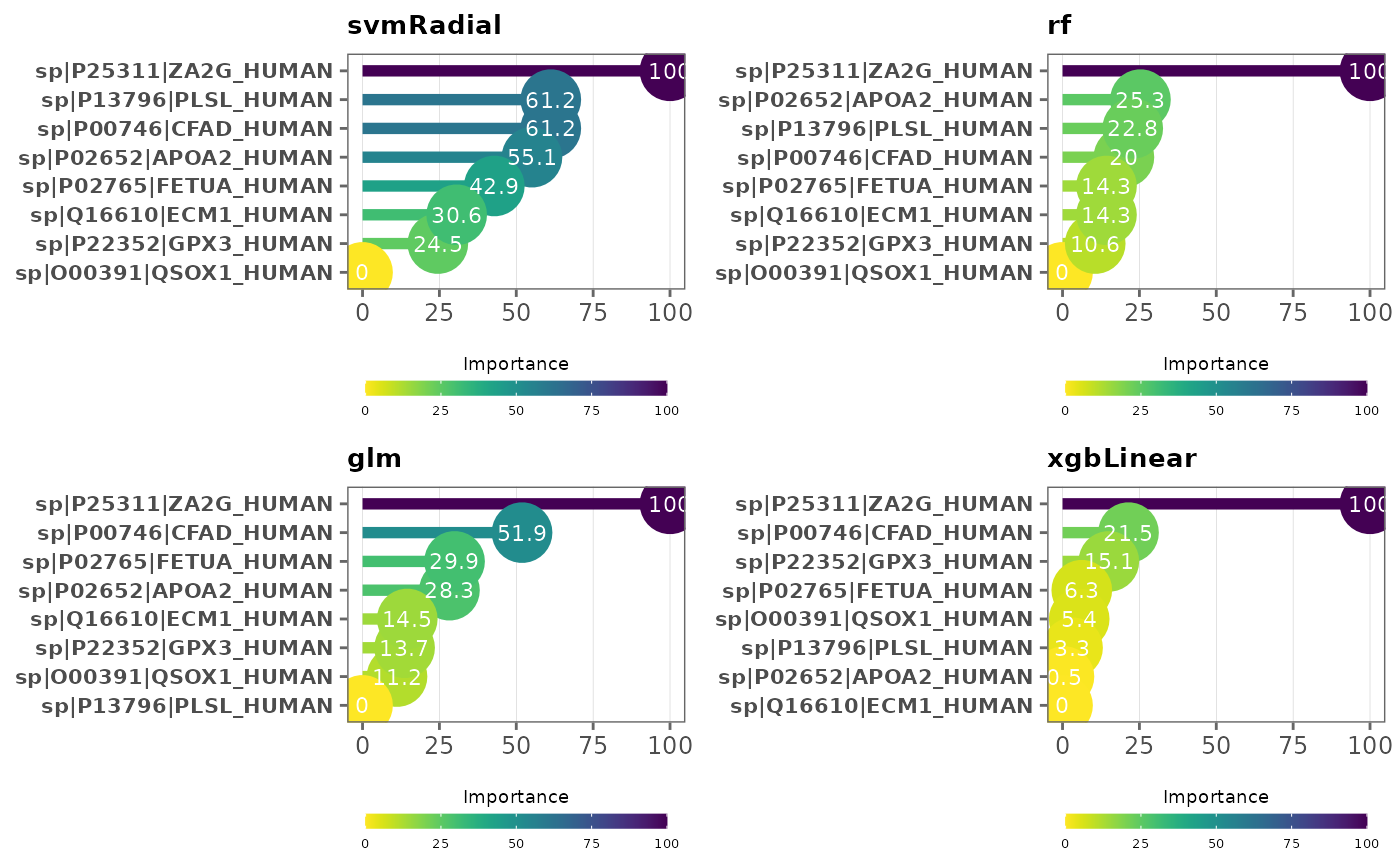 svmRadial
sp|P25311|ZA2G_HUMAN 100
sp|P13796|PLSL_HUMAN 61.2
sp|P00746|CFAD_HUMAN 61.2
sp|P02652|APOA2_HUMAN 55.1
sp|P02765|FETUA_HUMAN 42.9
sp|Q16610|ECM1_HUMAN 30.6
sp|P22352|GPX3_HUMAN 24.5
sp|O00391|QSOX1_HUMAN 0
0 25 50 75 100
Importance
0 25 50 75 100
rf
sp|P25311|ZA2G_HUMAN 100
sp|P02652|APOA2_HUMAN 25.3
sp|P13796|PLSL_HUMAN 22.8
sp|P00746|CFAD_HUMAN 20
sp|P02765|FETUA_HUMAN 14.3
sp|Q16610|ECM1_HUMAN 14.3
sp|P22352|GPX3_HUMAN 10.6
sp|O00391|QSOX1_HUMAN 0
0 25 50 75 100
Importance
0 25 50 75 100
glm
sp|P25311|ZA2G_HUMAN 100
sp|P00746|CFAD_HUMAN 51.9
sp|P02765|FETUA_HUMAN 29.9
sp|P02652|APOA2_HUMAN 28.3
sp|Q16610|ECM1_HUMAN 14.5
sp|P22352|GPX3_HUMAN 13.7
sp|O00391|QSOX1_HUMAN 11.2
sp|P13796|PLSL_HUMAN 0
0 25 50 75 100
Importance
0 25 50 75 100
xgbLinear
sp|P25311|ZA2G_HUMAN 100
sp|P00746|CFAD_HUMAN 21.5
sp|P22352|GPX3_HUMAN 15.1
sp|P02765|FETUA_HUMAN 6.3
sp|O00391|QSOX1_HUMAN 5.4
sp|P13796|PLSL_HUMAN 3.3
sp|P02652|APOA2_HUMAN 0.5
sp|Q16610|ECM1_HUMAN 0
0 25 50 75 100
Importance
0 25 50 75 100